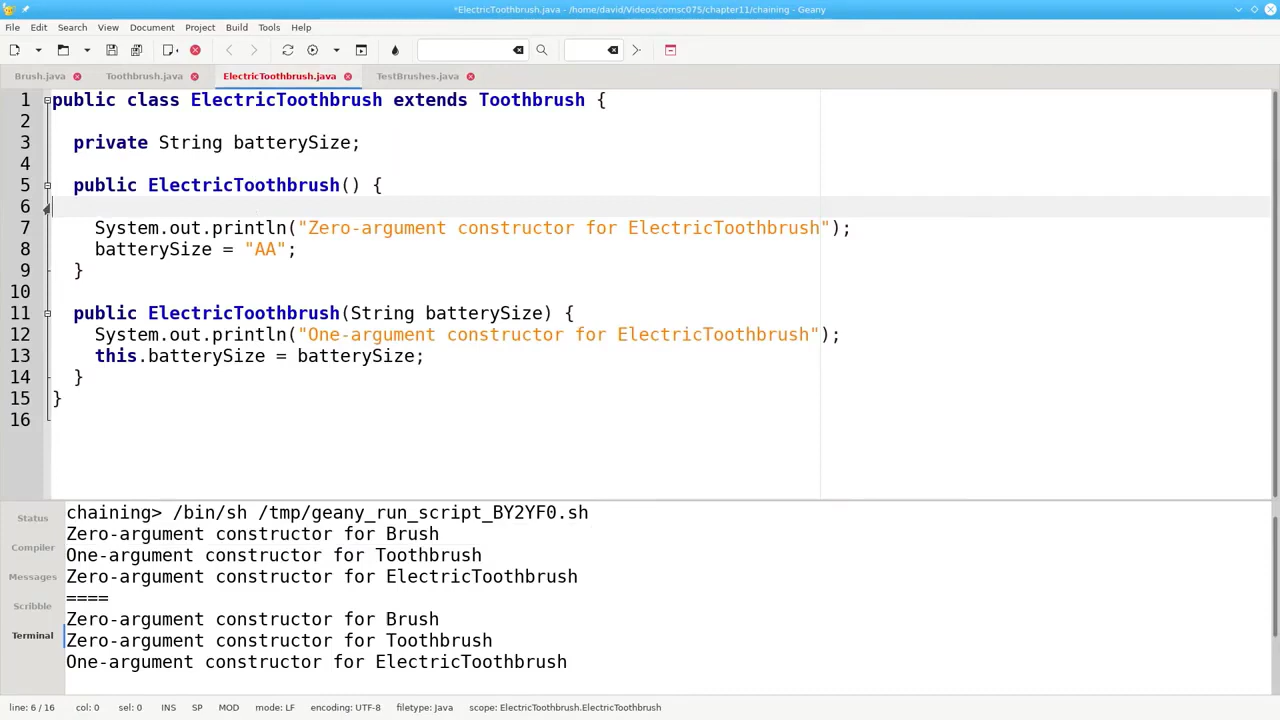 *ElectricToothbrush.java - /home/david/Videos/comsc075/chapter11/chaining - Geany
File Edit Search View Document Project Build Tools Help
Brush.java Toothbrush.java ElectricToothbrush.java TestBrushes.java
1 public class ElectricToothbrush extends Toothbrush {
2
3 private String batterySize;
4
5 public ElectricToothbrush() {
6
7 System.out.println("Zero-argument constructor for ElectricToothbrush");
8 batterySize = "AA";
9 }
10
11 public ElectricToothbrush(String batterySize) {
12 System.out.println("One-argument constructor for ElectricToothbrush");
13 this.batterySize = batterySize;
14 }
15 }
16
Status
Compiler
Messages
Scribble
Terminal
chaining> /bin/sh /tmp/geany_run_script_BY2YF0.sh
Zero-argument constructor for Brush
One-argument constructor for Toothbrush
Zero-argument constructor for ElectricToothbrush
====
Zero-argument constructor for Brush
Zero-argument constructor for Toothbrush
One-argument constructor for ElectricToothbrush
line: 6 / 16 col: 0 sel: 0 INS SP MOD mode: LF encoding: UTF-8 filetype: Java scope: ElectricToothbrush.ElectricToothbrush